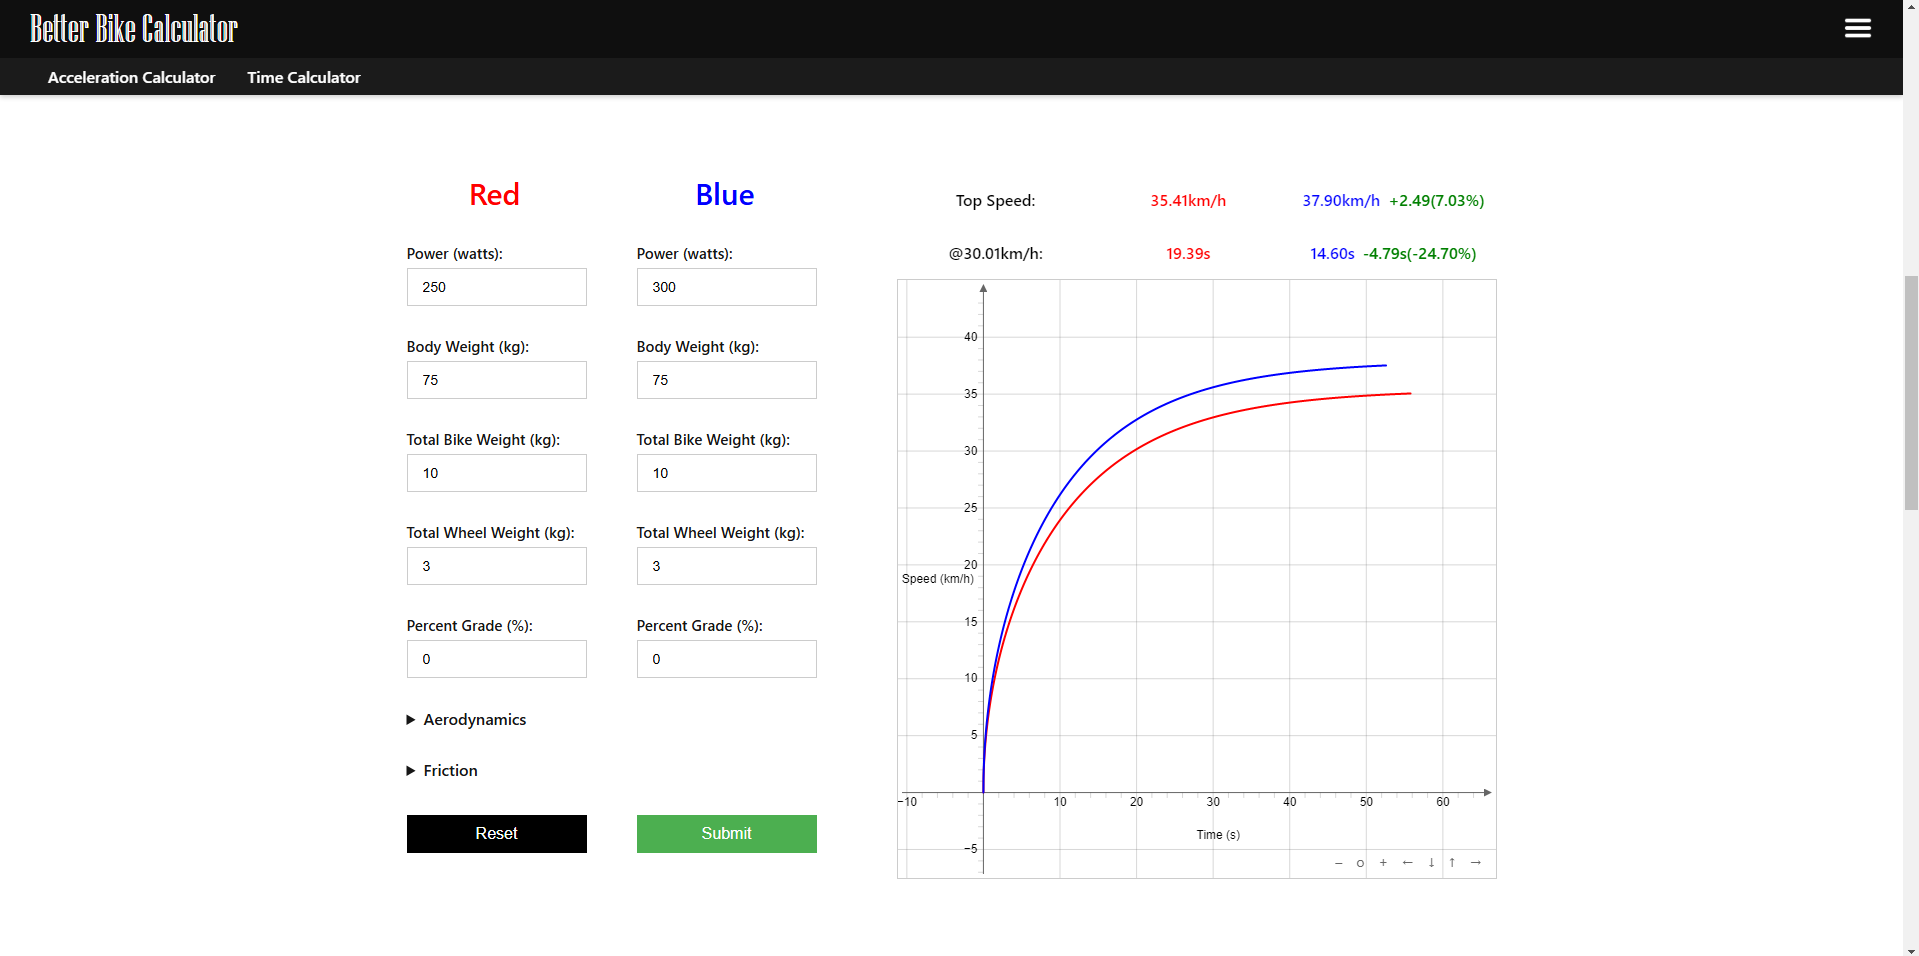 Better Bike Calculator
Acceleration Calculator Time Calculator
Red Blue
Power (watts): Power (watts):
250 300
Body Weight (kg): Body Weight (kg):
75 75
Total Bike Weight (kg): Total Bike Weight (kg):
10 10
Total Wheel Weight (kg): Total Wheel Weight (kg):
3 3
Percent Grade (%): Percent Grade (%):
0 0
▶ Aerodynamics
▶ Friction
Reset Submit
Top Speed: 35.41km/h 37.90km/h +2.49(7.03%)
@30.01km/h: 19.39s 14.60s -4.79s(-24.70%)
40
35
30
25
20
Speed (km/h)
15
10
5
−10 10 20 30 40 50 60
Time (s)
−5
− o + ← ↓ ↑ →